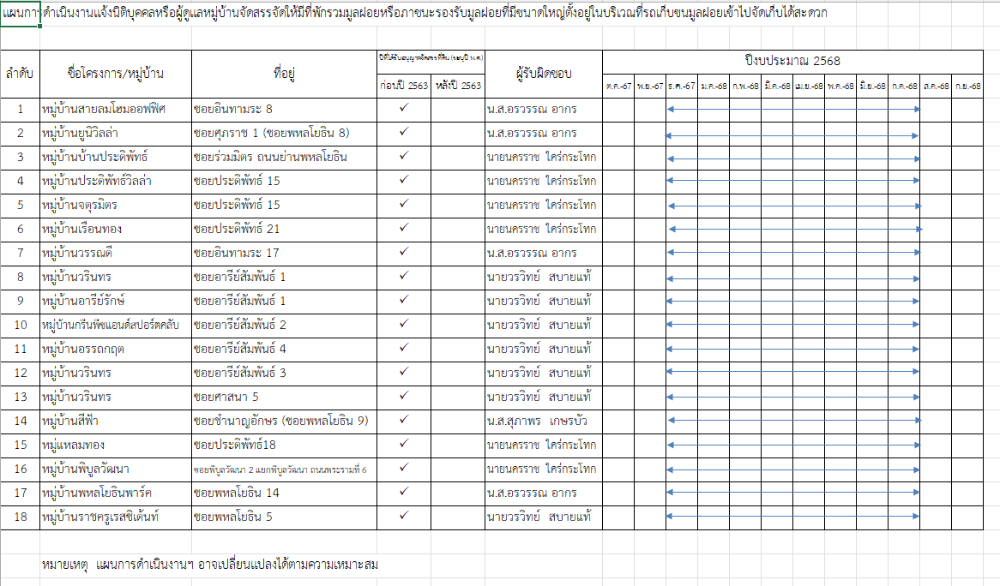 แผนการดำเนินงานแจ้งนิติบุคคลหรือผู้ดูแลหมู่บ้านจัดสรรจัดให้มีที่พักรวมมูลฝอยหรือภาชนะรองรับมูลฝอยที่มีขนาดใหญ่ตั้งอยู่ในบริเวณที่รถเก็บขนมูลฝอยเข้าไปจัดเก็บได้สะดวก
ลำดับ ชื่อโครงการ/หมู่บ้าน ที่อยู่ ปีที่ได้รับอนุญาตจัดสรรที่ดิน (ระบุปี พ.ศ.) ผู้รับผิดชอบ ปีงบประมาณ 2568
ก่อนปี 2563 หลังปี 2563 ต.ค.-67 พ.ย.-67 ธ.ค.-67 ม.ค.-68 ก.พ.-68 มี.ค.-68 เม.ย.-68 พ.ค.-68 มิ.ย.-68 ก.ค.-68 ส.ค.-68 ก.ย.-68
1 หมู่บ้านสายลมโฮมออฟฟิศ ซอยอินทามระ 8 ✓ น.ส.อรวรรณ อากร
2 หมู่บ้านยูนิวิลล่า ซอยศุภราช 1 (ซอยพหลโยธิน 8) ✓ น.ส.อรวรรณ อากร
3 หมู่บ้านบ้านประดิพัทธ์ ซอยร่วมมิตร ถนนย่านพหลโยธิน ✓ นายนครราช ใคร่กระโทก
4 หมู่บ้านประดิพัทธ์วิลล่า ซอยประดิพัทธ์ 15 ✓ นายนครราช ใคร่กระโทก
5 หมู่บ้านจตุรมิตร ซอยประดิพัทธ์ 15 ✓ นายนครราช ใคร่กระโทก
6 หมู่บ้านเรือนทอง ซอยประดิพัทธ์ 21 ✓ นายนครราช ใคร่กระโทก
7 หมู่บ้านวรรณดี ซอยอินทามระ 17 ✓ น.ส.อรวรรณ อากร
8 หมู่บ้านวรินทร ซอยอารีย์สัมพันธ์ 1 ✓ นายวรวิทย์ สบายแท้
9 หมู่บ้านอารีย์รักษ์ ซอยอารีย์สัมพันธ์ 1 ✓ นายวรวิทย์ สบายแท้
10 หมู่บ้านกรีนพีซแอนด์สปอร์ตคลับ ซอยอารีย์สัมพันธ์ 2 ✓ นายวรวิทย์ สบายแท้
11 หมู่บ้านอรรถกฤต ซอยอารีย์สัมพันธ์ 4 ✓ นายวรวิทย์ สบายแท้
12 หมู่บ้านวรินทร ซอยอารีย์สัมพันธ์ 3 ✓ นายวรวิทย์ สบายแท้
13 หมู่บ้านวรินทร ซอยศาสนา 5 ✓ นายวรวิทย์ สบายแท้
14 หมู่บ้านสีฟ้า ซอยชำนาญอักษร (ซอยพหลโยธิน 9) ✓ น.ส.สุภาพร เกษรบัว
15 หมู่แหลมทอง ซอยประดิพัทธ์18 ✓ นายนครราช ใคร่กระโทก
16 หมู่บ้านพิบูลวัฒนา ซอยพิบูลวัฒนา 2 แยกพิบูลวัฒนา ถนนพระรามที่ 6 ✓ นายนครราช ใคร่กระโทก
17 หมู่บ้านพหลโยธินพาร์ค ซอยพหลโยธิน 14 ✓ น.ส.อรวรรณ อากร
18 หมู่บ้านราชครูเรสซิเด้นท์ ซอยพหลโยธิน 5 ✓ นายวรวิทย์ สบายแท้
หมายเหตุ แผนการดำเนินงานฯ อาจเปลี่ยนแปลงได้ตามความเหมาะสม